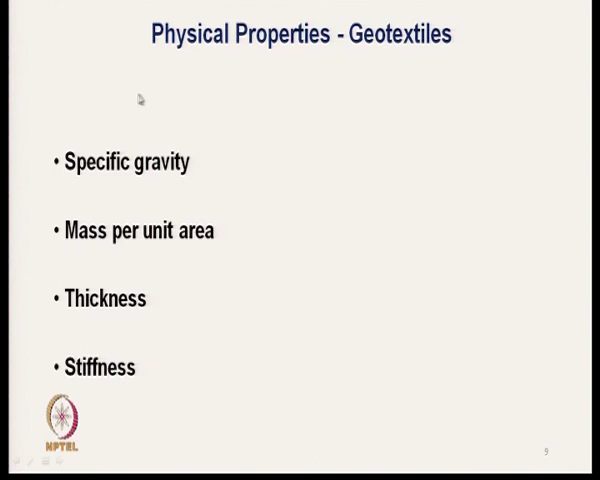 Physical Properties - Geotextiles
• Specific gravity
• Mass per unit area
• Thickness
• Stiffness
NPTEL
9